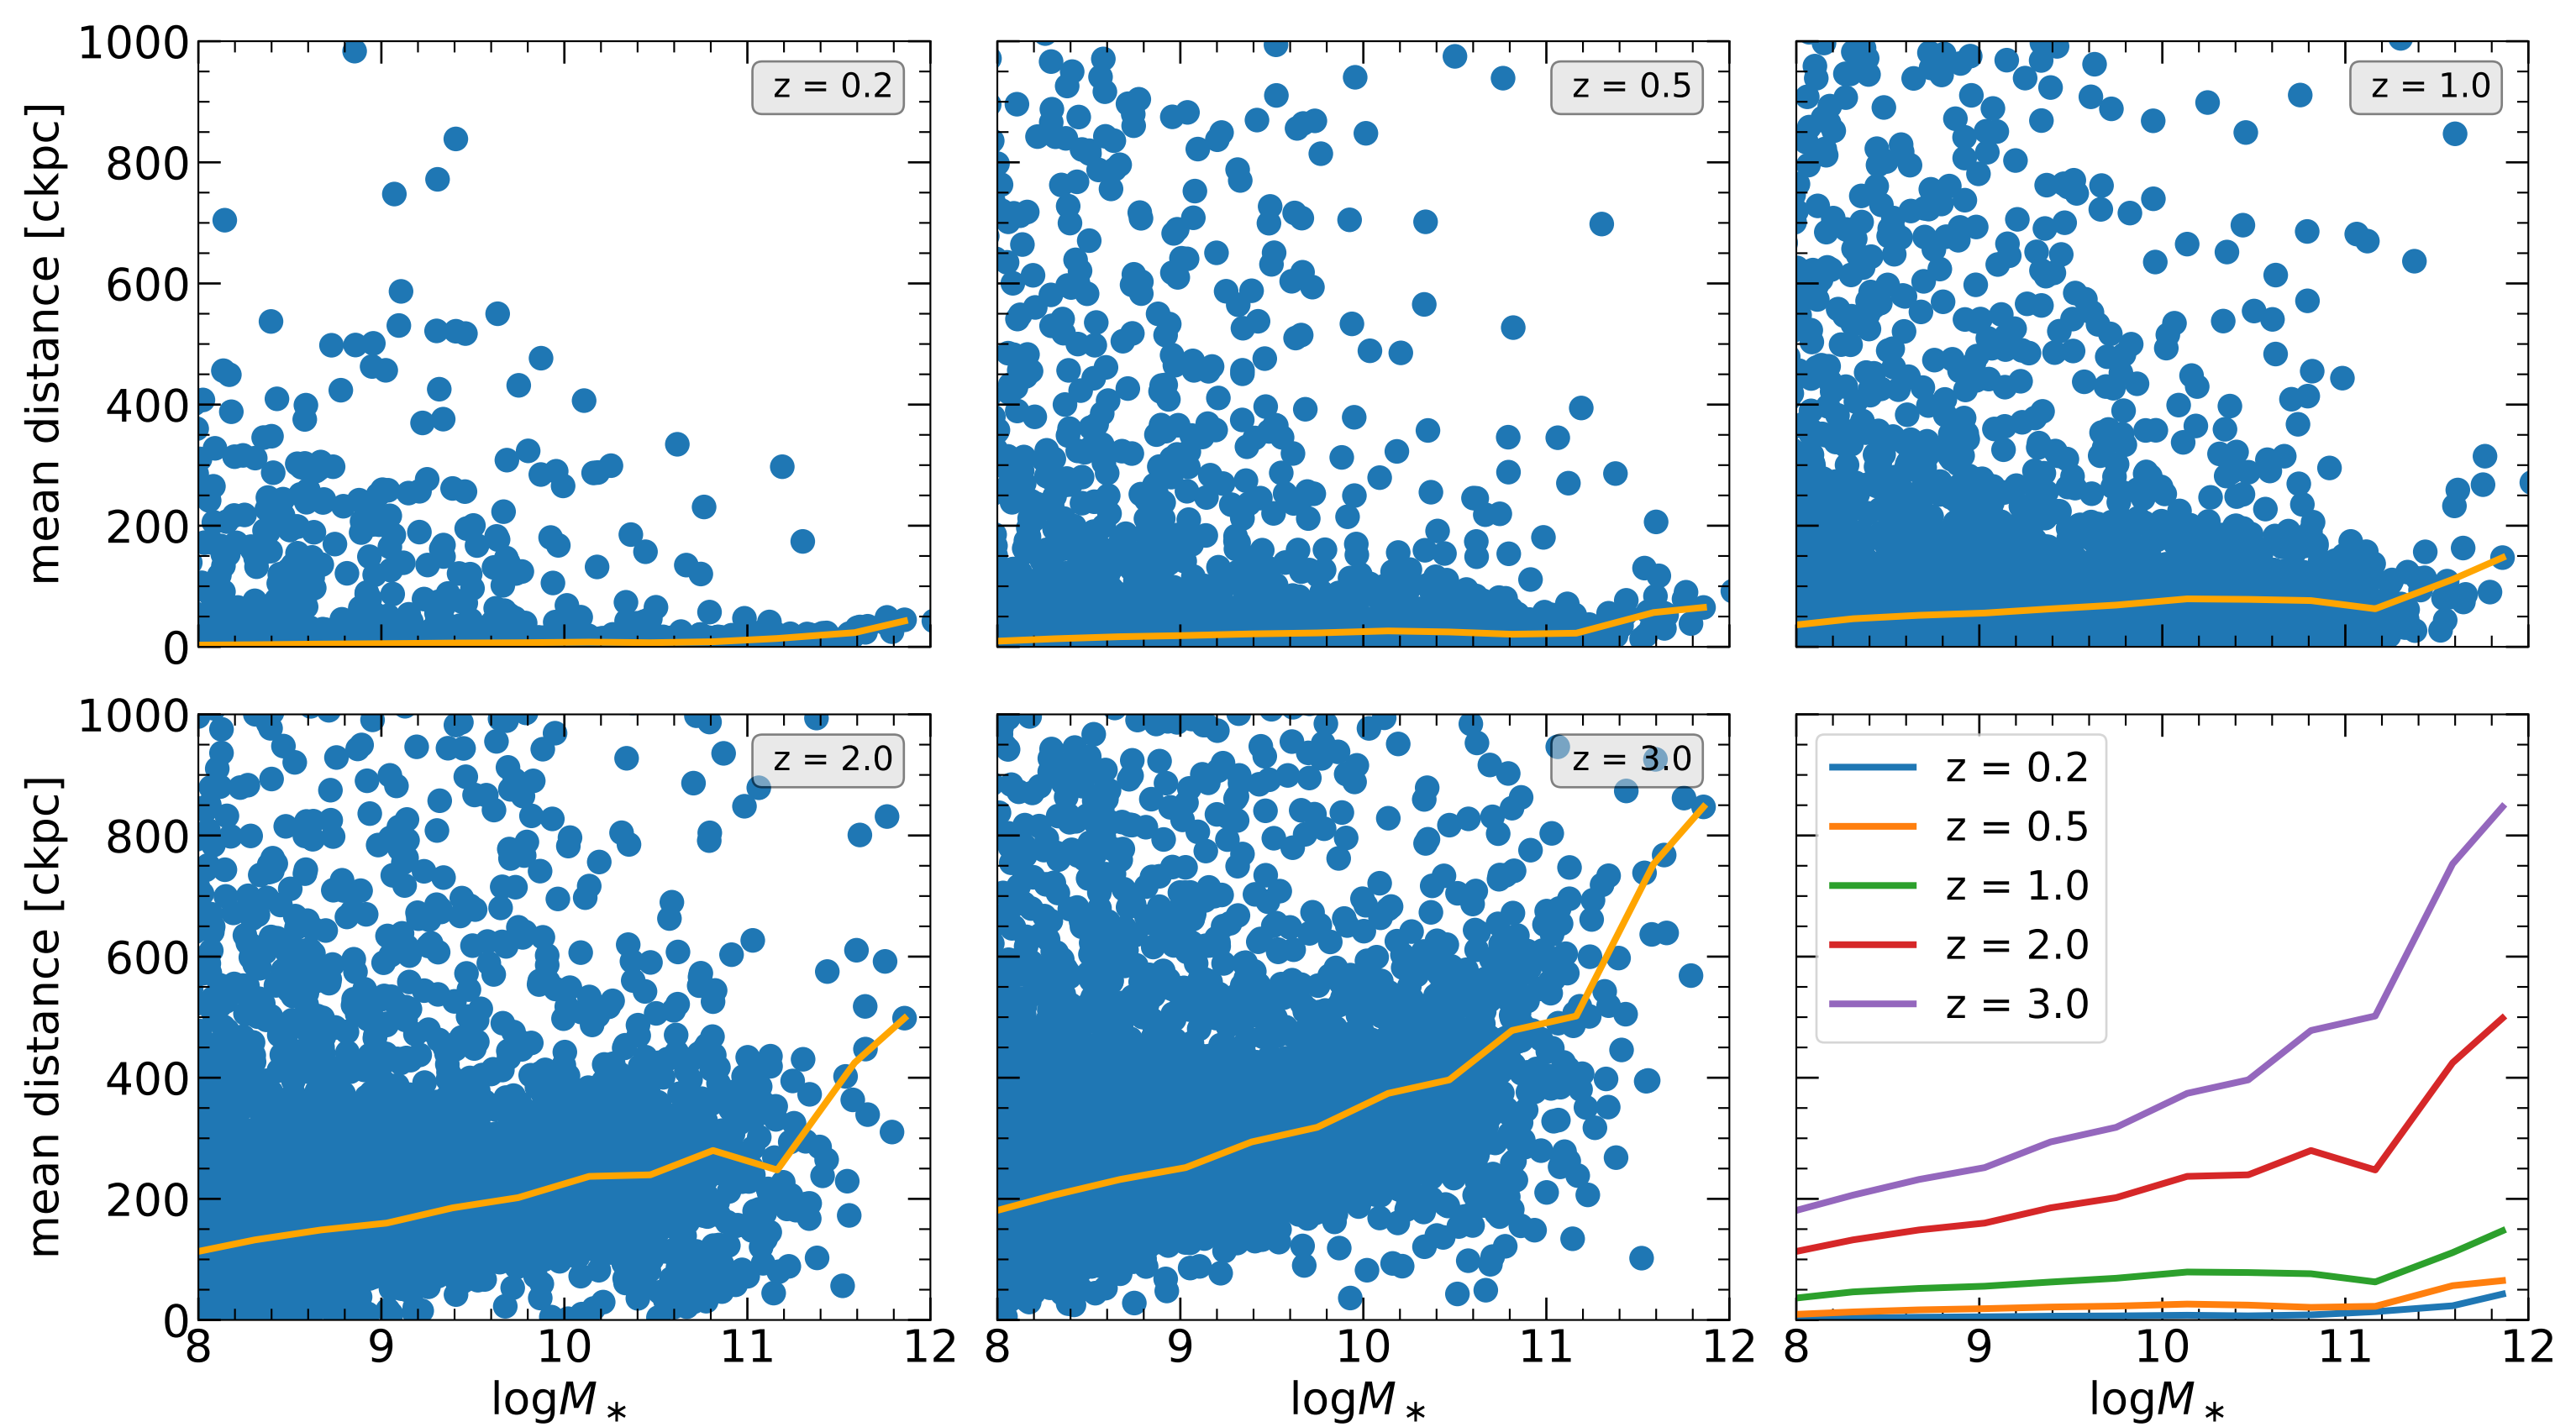 1000
800
600
400
200
0
mean distance [ckpc]
z = 0.2
z = 0.5
z = 1.0
1000
800
600
400
200
0
mean distance [ckpc]
z = 2.0
z = 3.0
z = 0.2
z = 0.5
z = 1.0
z = 2.0
z = 3.0
8 9 10 11 12
8 9 10 11 12
8 9 10 11 12
logM*
logM*
logM*